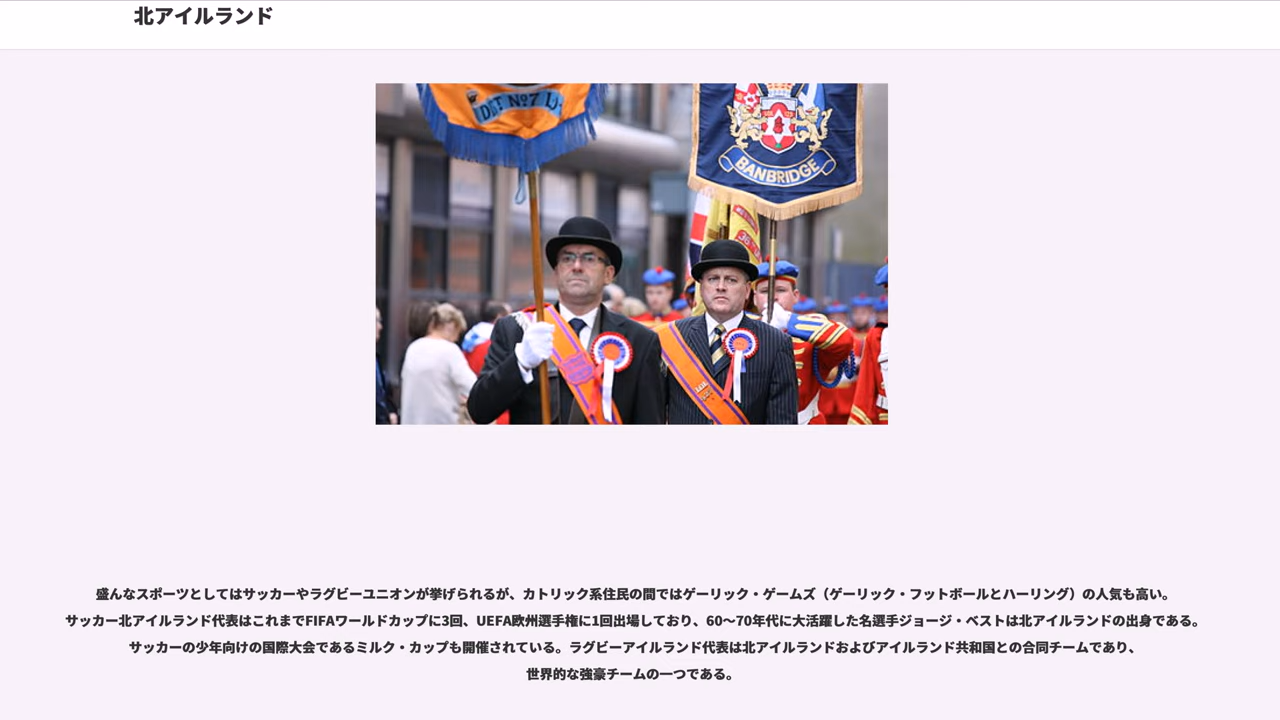 北アイルランド
DIST Nº7 L
BANBRIDGE
36
盛んなスポーツとしてはサッカーやラグビーユニオンが挙げられるが、カトリック系住民の間ではゲーリック・ゲームズ（ゲーリック・フットボールとハーリング）の人気も高い。
サッカー北アイルランド代表はこれまでFIFAワールドカップに3回、UEFA欧州選手権に1回出場しており、60〜70年代に大活躍した名選手ジョージ・ベストは北アイルランドの出身である。
サッカーの少年向けの国際大会であるミルク・カップも開催されている。ラグビーアイルランド代表は北アイルランドおよびアイルランド共和国との合同チームであり、
世界的な強豪チームの一つである。